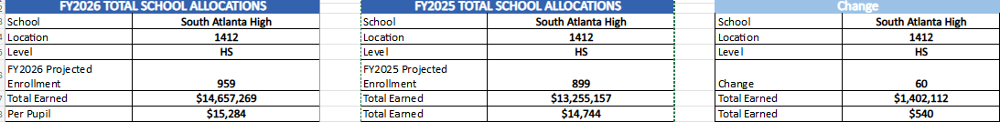 FY2026 TOTAL SCHOOL ALLOCATIONS
School South Atlanta High
Location 1412
Level HS
FY2026 Projected
Enrollment 959
Total Earned $14,657,269
Per Pupil $15,284
FY2025 TOTAL SCHOOL ALLOCATIONS
School South Atlanta High
Location 1412
Level HS
FY2025 Projected
Enrollment 899
Total Earned $13,255,157
Total Earned $14,744
Change
School South Atlanta High
Location 1412
Level HS
Change 60
Total Earned $1,402,112
Total Earned $540